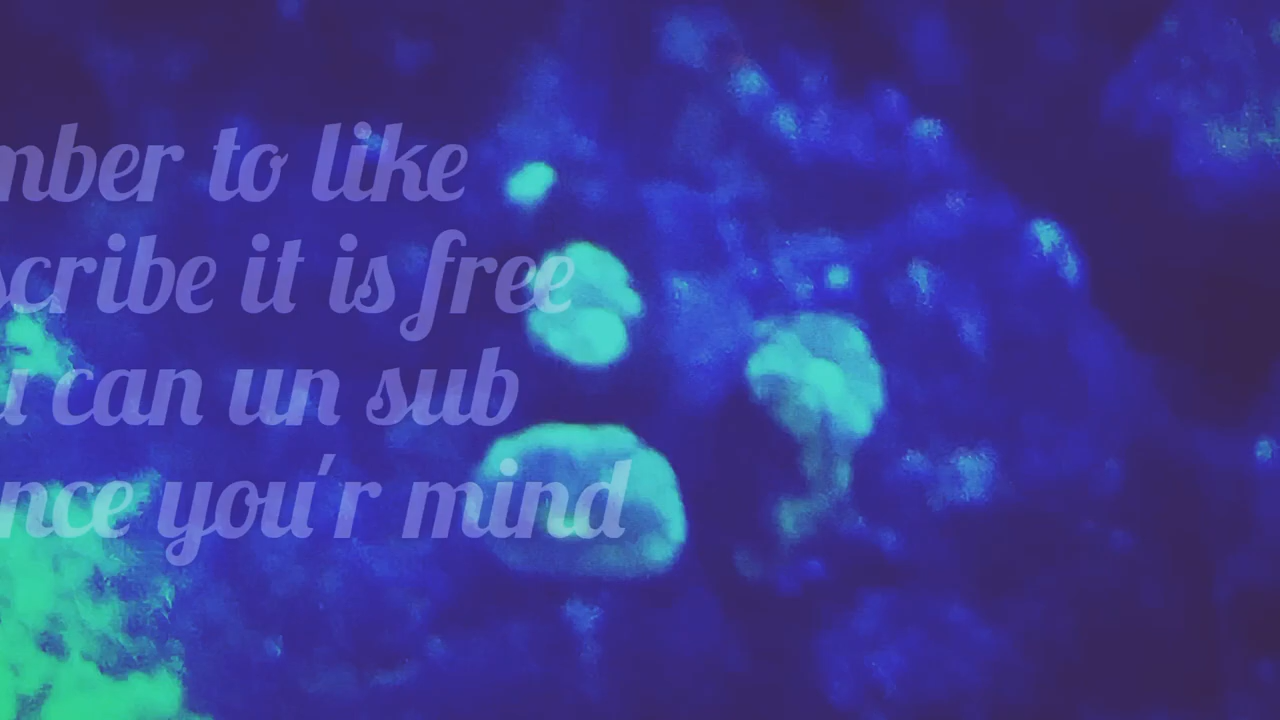 mber to like
scribe it is free
u can un sub
nce you'r mind